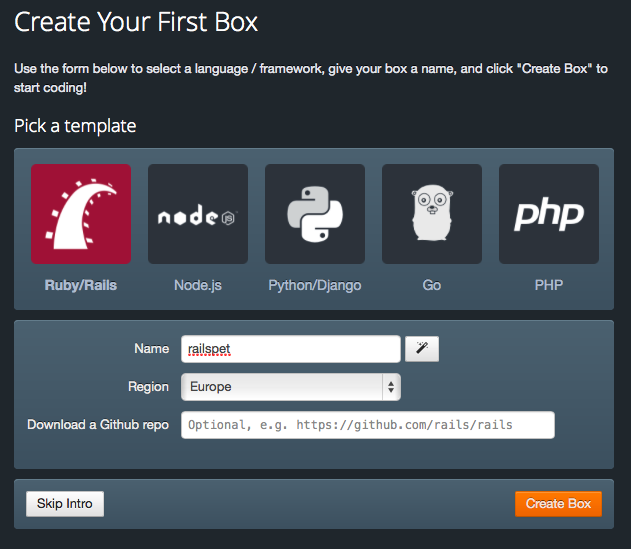 Create Your First Box
Use the form below to select a language / framework, give your box a name, and click "Create Box" to
start coding!
Pick a template
node JS
php
Ruby/Rails
Node.js
Python/Django
Go
PHP
Name
railspet
Region
Europe
Download a Github repo
Optional, e.g. https://github.com/rails/rails
Skip Intro
Create Box